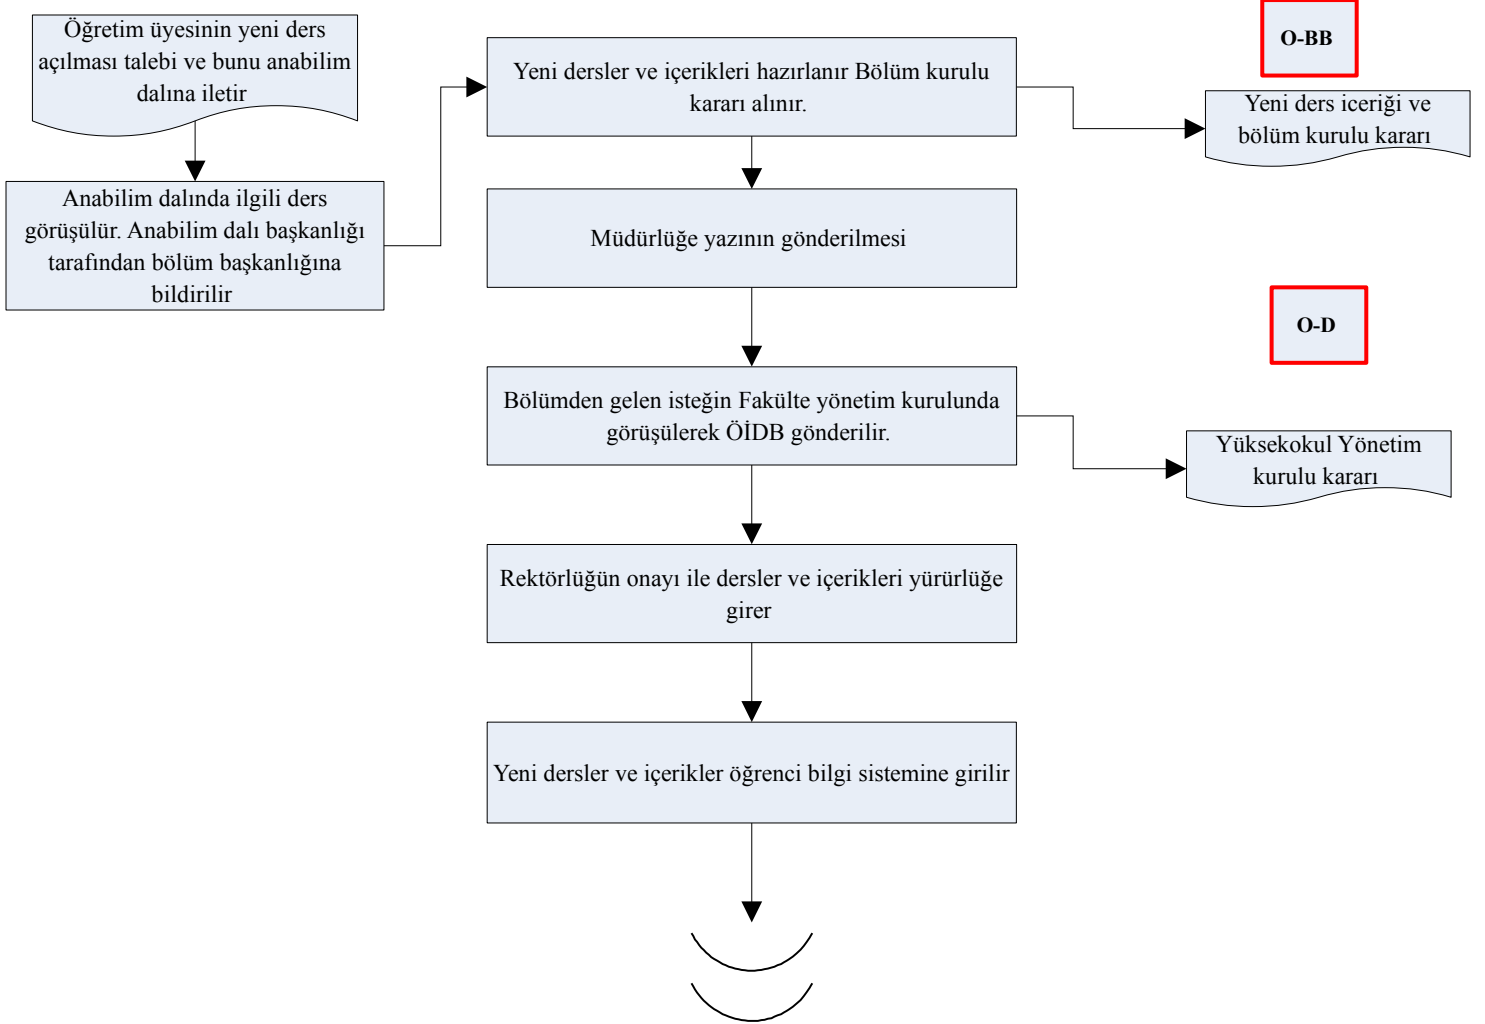 Öğretim üyesinin yeni ders
açılması talebi ve bunu anabilim
dalına iletir
Anabilim dalında ilgili ders
görüşülür. Anabilim dalı başkanlığı
tarafından bölüm başkanlığına
bildirilir
Yeni dersler ve içerikleri hazırlanır Bölüm kurulu
kararı alınır.
O-BB
Yeni ders iceriği ve
bölüm kurulu kararı
Müdürlüğe yazının gönderilmesi
O-D
Bölümden gelen isteğin Fakülte yönetim kurulunda
görüşülerek ÖİDB gönderilir.
Yüksekokul Yönetim
kurulu kararı
Rektörlüğün onayı ile dersler ve içerikleri yürürlüğe
girer
Yeni dersler ve içerikler öğrenci bilgi sistemine girilir